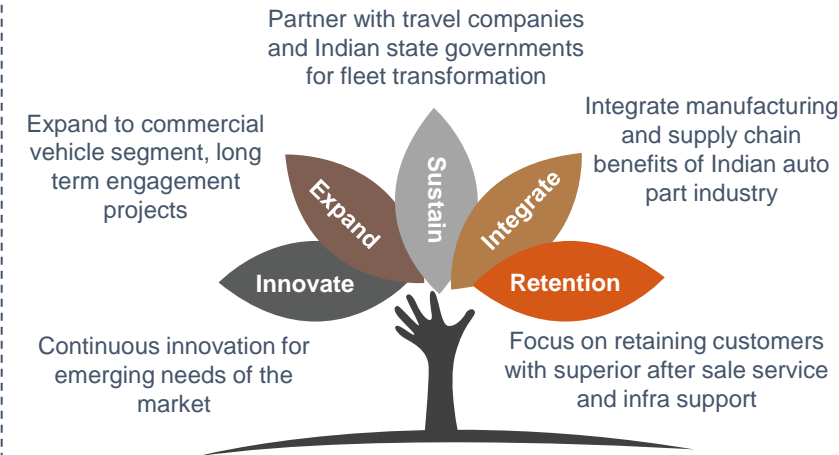 Partner with travel companies
and Indian state governments
for fleet transformation
Expand to commercial
vehicle segment, long
term engagement
projects
Integrate manufacturing
and supply chain
benefits of Indian auto
part industry
Innovate
Expand
Sustain
Integrate
Retention
Continuous innovation for
emerging needs of the
market
Focus on retaining customers
with superior after sale service
and infra support